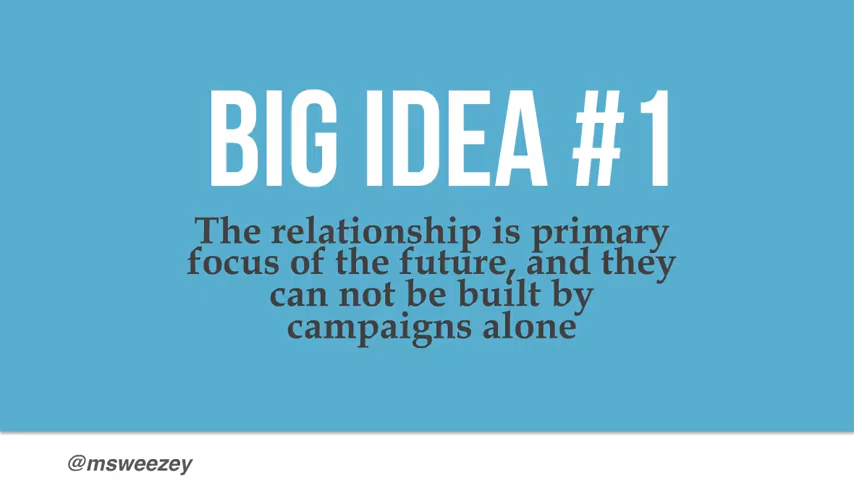 BIG IDEA #1
The relationship is primary
focus of the future, and they
can not be built by
campaigns alone
@msweezey